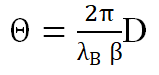 Θ = 2π / (λ_B β) D